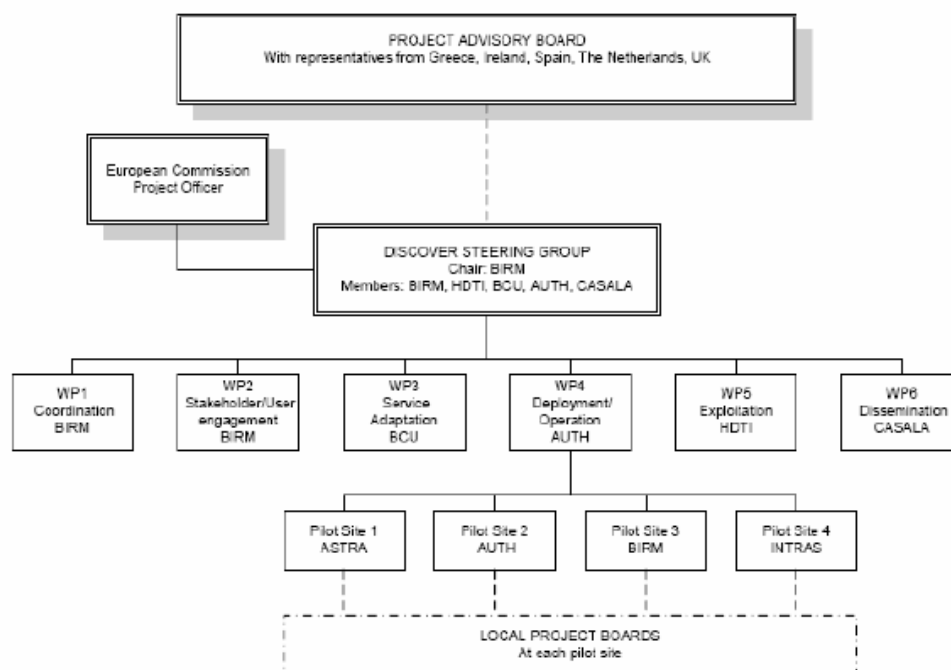 PROJECT ADVISORY BOARD
With representatives from Greece, Ireland, Spain, The Netherlands, UK
European Commission
Project Officer
DISCOVER STEERING GROUP
Chair: BIRM
Members: BIRM, HDTI, BCU, AUTH, CASALA
WP1
Coordination
BIRM
WP2
Stakeholder/User
engagement
BIRM
WP3
Service
Adaptation
BCU
WP4
Deployment/
Operation
AUTH
WP5
Exploitation
HDTI
WP6
Dissemination
CASALA
Pilot Site 1
ASTRA
Pilot Site 2
AUTH
Pilot Site 3
BIRM
Pilot Site 4
INTRAS
LOCAL PROJECT BOARDS
At each pilot site